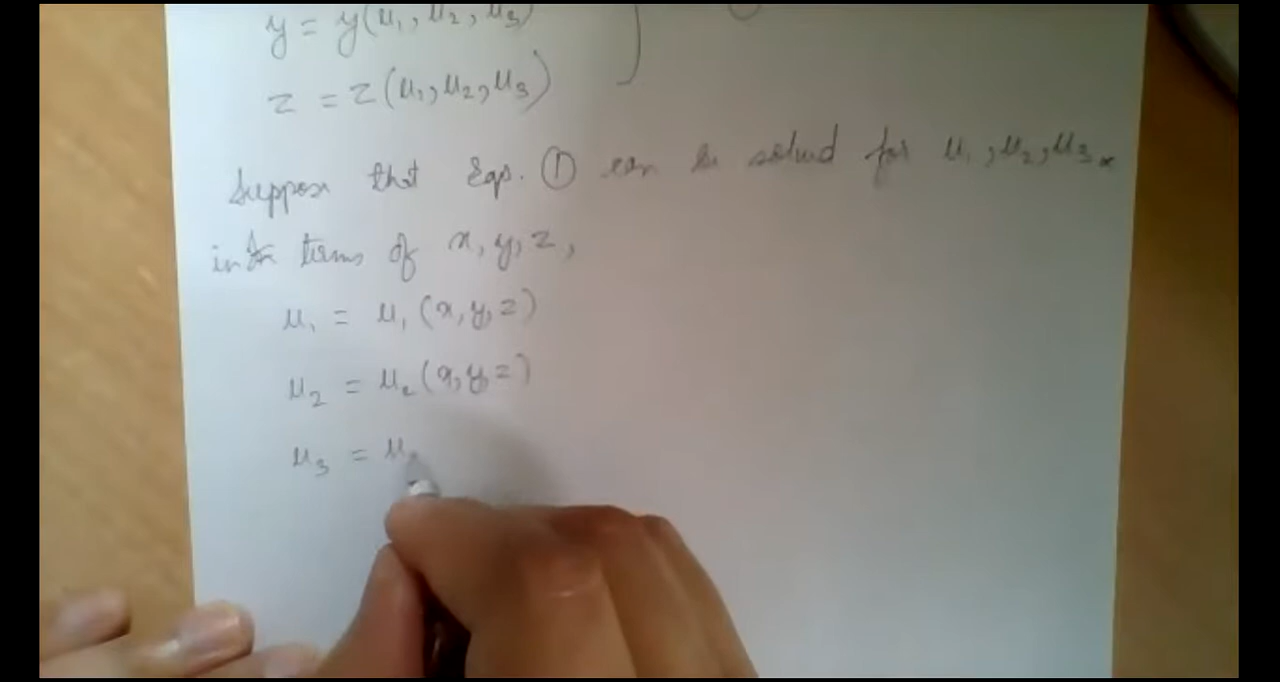 y = y(u₁, u₂, u₃)
z = z(u₁, u₂, u₃)
Suppose that Eqs. ① can be solved for u₁, u₂, u₃
in terms of x, y, z,
u₁ = u₁(x, y, z)
u₂ = u₂(x, y, z)
u₃ = u